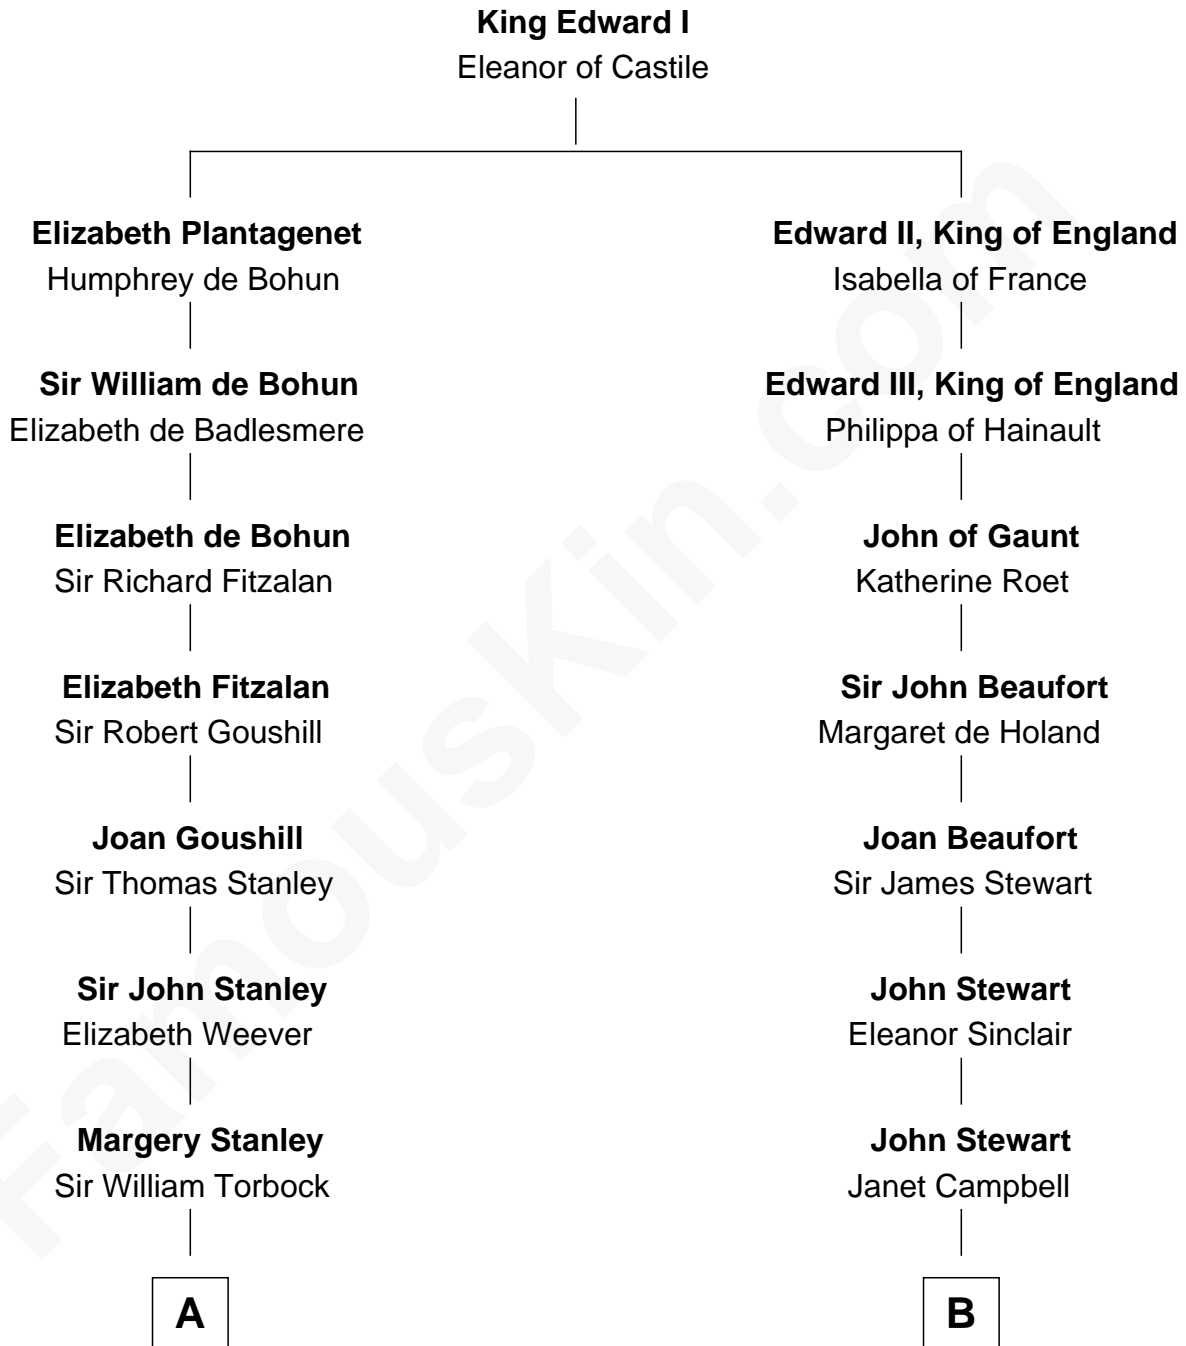 King Edward I
Eleanor of Castile
Elizabeth Plantagenet
Humphrey de Bohun
Sir William de Bohun
Elizabeth de Badlesmere
Elizabeth de Bohun
Sir Richard Fitzalan
Elizabeth Fitzalan
Sir Robert Goushill
Joan Goushill
Sir Thomas Stanley
Sir John Stanley
Elizabeth Weever
Margery Stanley
Sir William Torbock
A
Edward II, King of England
Isabella of France
Edward III, King of England
Philippa of Hainault
John of Gaunt
Katherine Roet
Sir John Beaufort
Margaret de Holand
Joan Beaufort
Sir James Stewart
John Stewart
Eleanor Sinclair
John Stewart
Janet Campbell
B
FamousKin.com